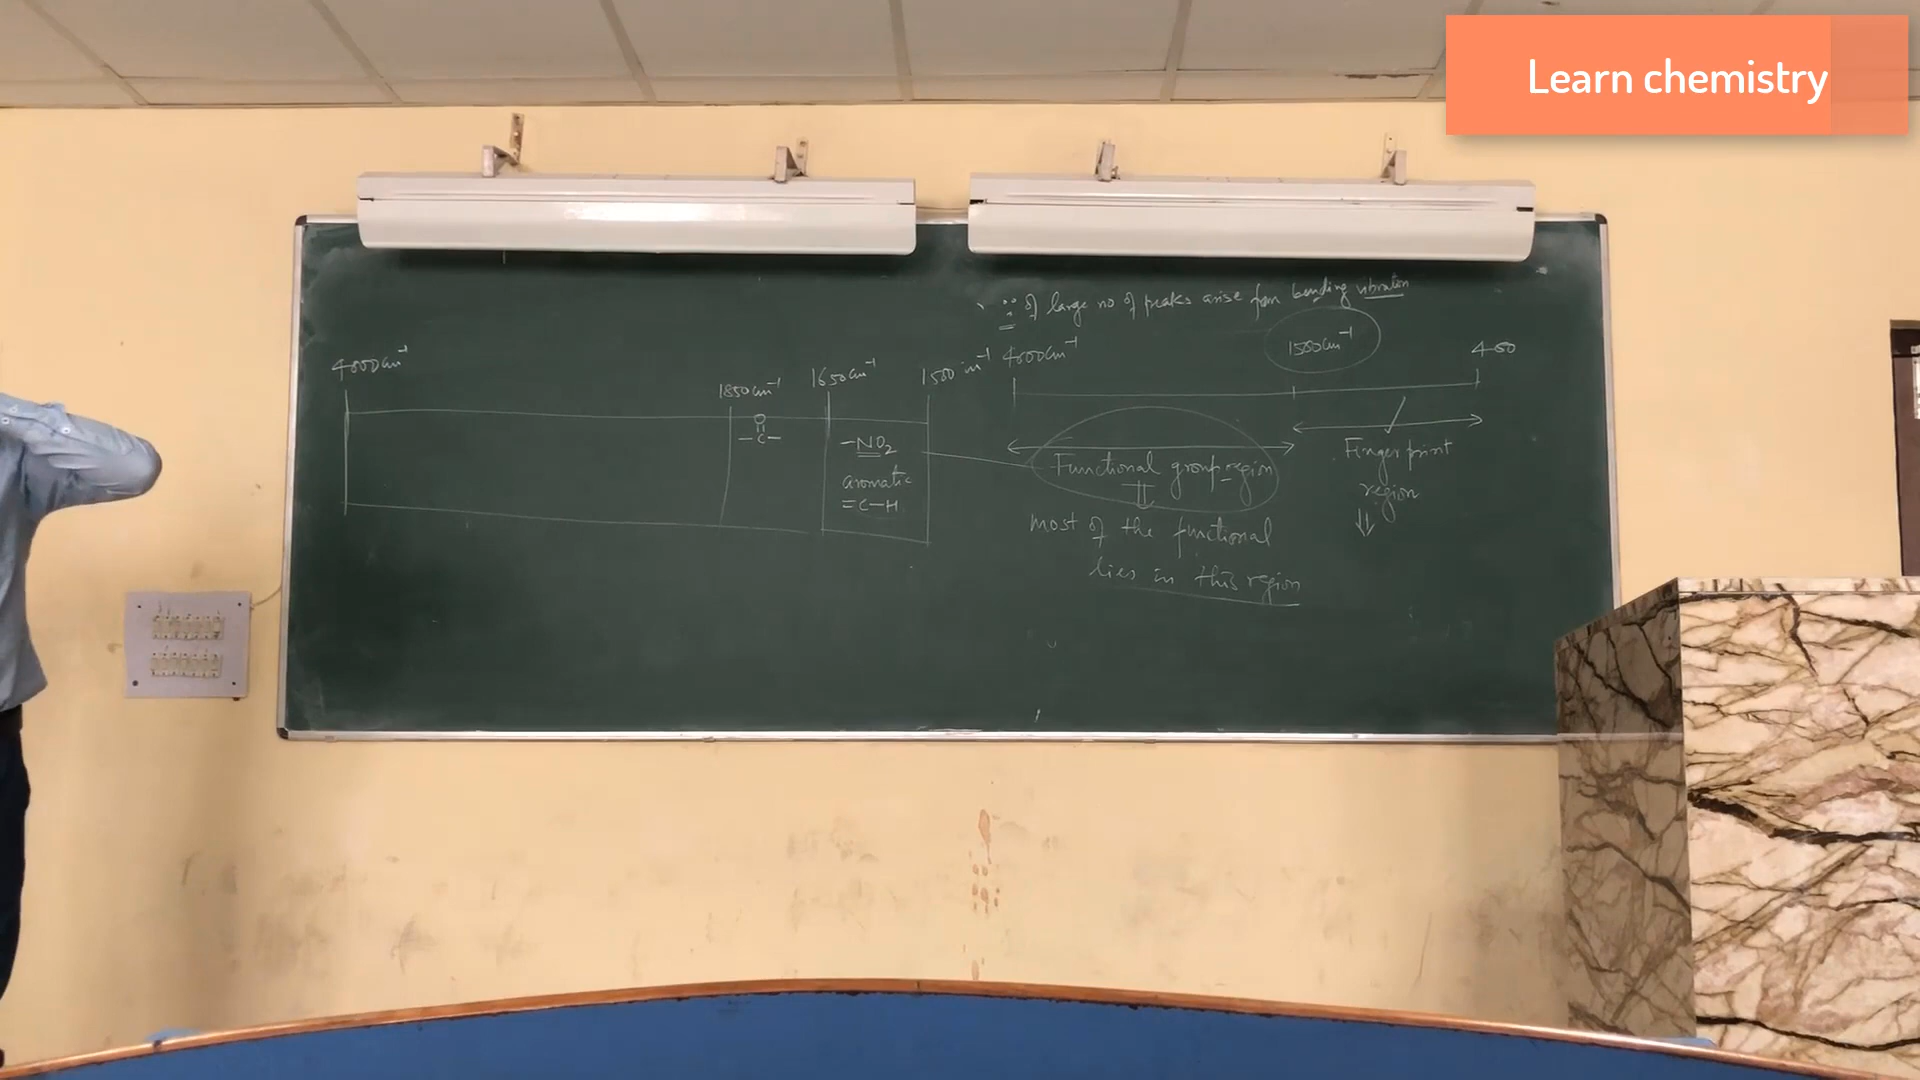 Learn chemistry
∵ of large no of peaks arise from bending vibration
4000cm⁻¹
1850cm⁻¹
1650cm⁻¹
1500cm⁻¹
O
||
-C-
-NO₂
aromatic
=C-H
4000cm⁻¹
1500cm⁻¹
400
Functional group region
⇓
most of the functional
lies in this region
Finger print
region
⇓